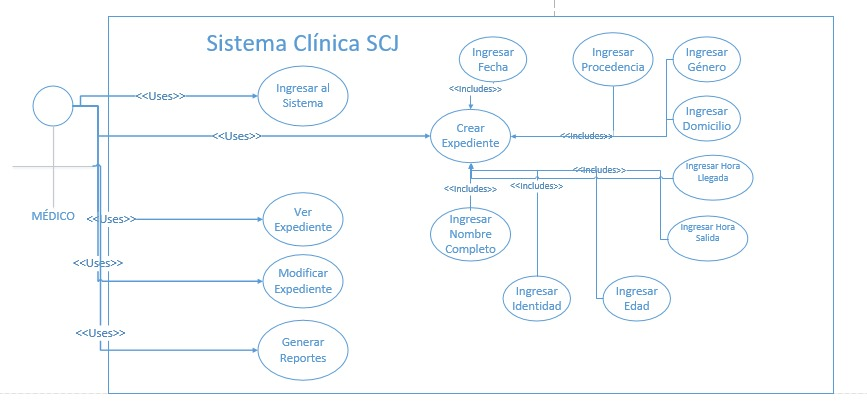 Sistema Clínica SCJ
Ingresar
Fecha
Ingresar
Procedencia
Ingresar
Género
<<Uses>>
Ingresar al
Sistema
<<Includes>>
Ingresar
Domicilio
<<Uses>>
Crear
Expediente
<<Includes>>
Ingresar Hora
Llegada
<<Includes>>
<<Includes>>
<<Includes>>
MÉDICO
<<Uses>>
Ver
Expediente
Ingresar
Nombre
Completo
Ingresar Hora
Salida
<<Uses>>
Modificar
Expediente
Ingresar
Identidad
Ingresar
Edad
<<Uses>>
Generar
Reportes